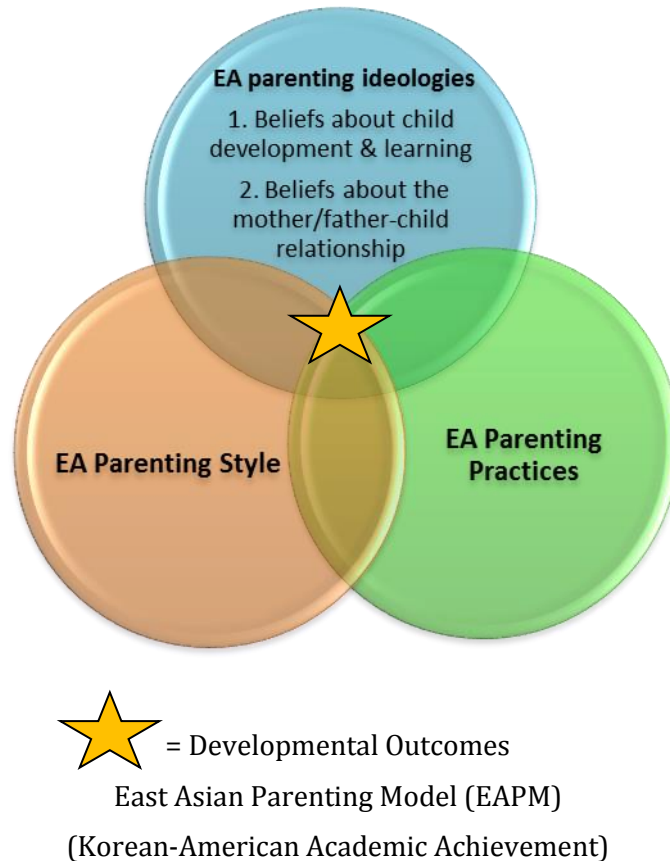 EA parenting ideologies
1. Beliefs about child
development & learning
2. Beliefs about the
mother/father-child
relationship
EA Parenting Style
EA Parenting
Practices
= Developmental Outcomes
East Asian Parenting Model (EAPM)
(Korean-American Academic Achievement)